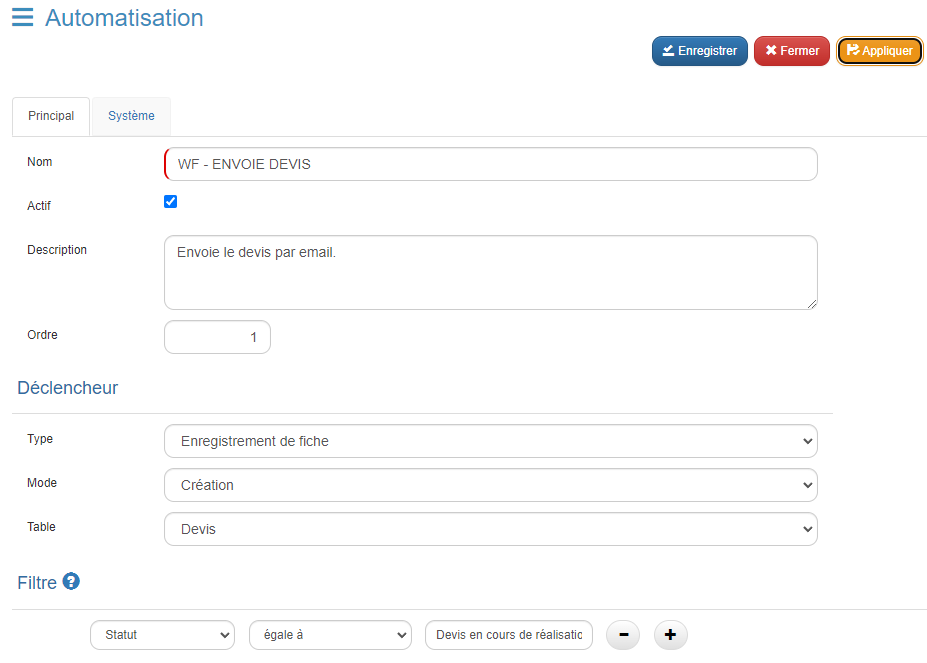 Automatisation
Enregistrer Fermer Appliquer
Principal Système
Nom WF - ENVOIE DEVIS
Actif
Description Envoie le devis par email.
Ordre 1
Déclencheur
Type Enregistrement de fiche
Mode Création
Table Devis
Filtre ?
Statut égale à Devis en cours de réalisatic